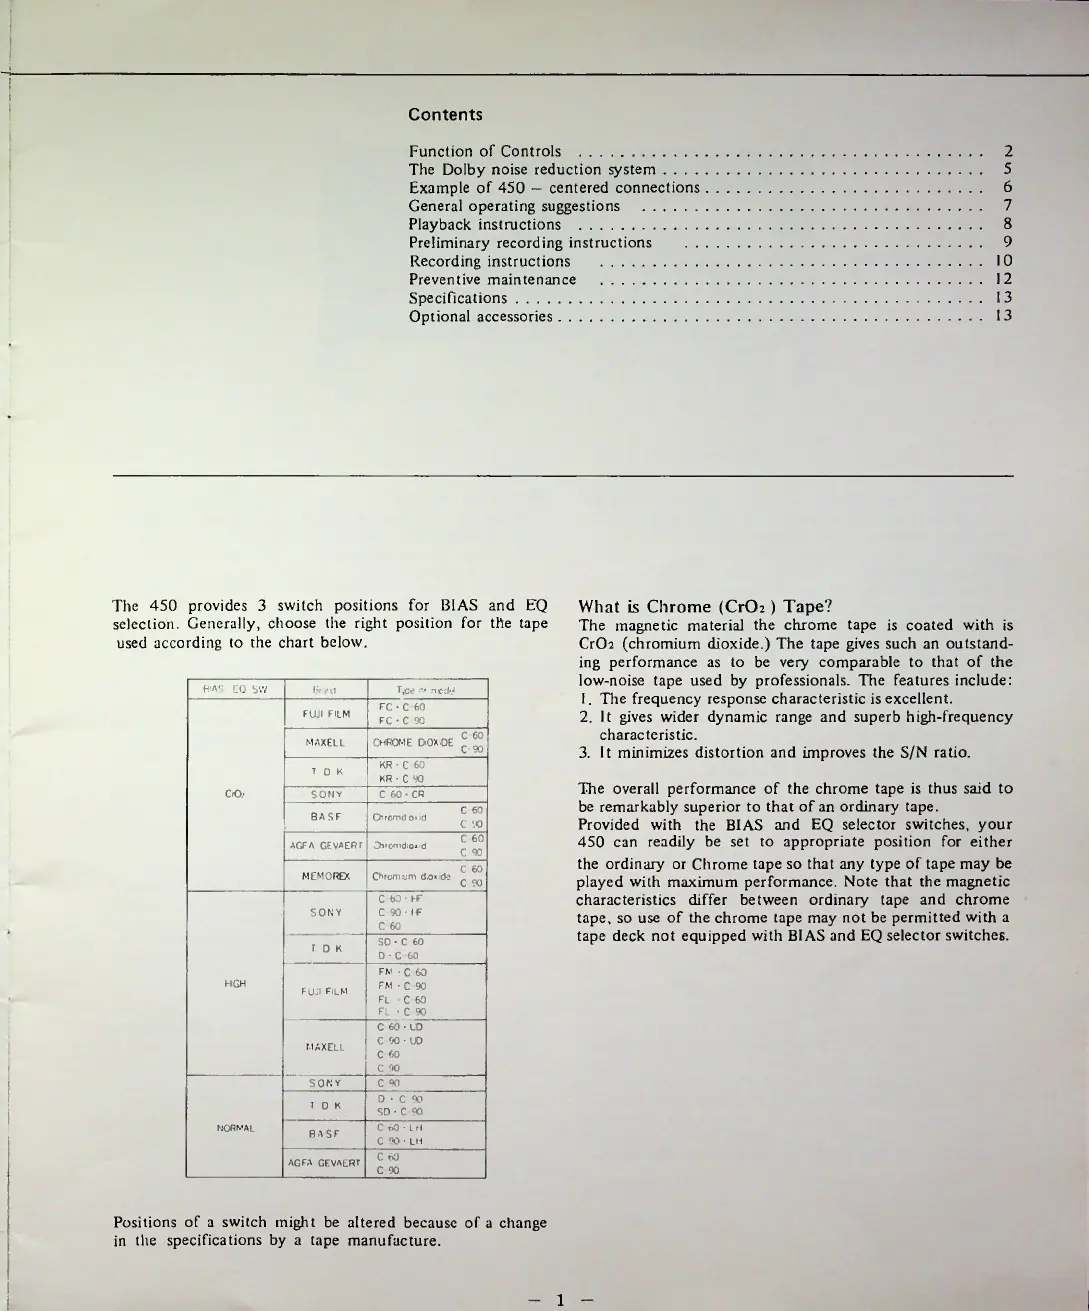 Contents
Function of Controls ........................................ 2
The Dolby noise reduction system ............................... 5
Example of 450 — centered connections ........................... 6
General operating suggestions ................................. 7
Playback instructions ....................................... 8
Preliminary recording instructions ............................. 9
Recording instructions ..................................... 10
Preventive maintenance ..................................... 12
Specifications ............................................. 13
Optional accessories ......................................... 13
The 450 provides 3 switch positions for BIAS and EQ
selection. Generally, choose the right position for the tape
used according to the chart below.
BIAS EQ SW Brand Type or model
CrO2
FUJI FILM FC・C-60
FC・C-90
MAXELL CHROME DIOXIDE C-60
C-90
TDK KR・C-60
KR・C-90
SONY C-60・CR
BASF Chromdioxid C-60
C-90
AGFA GEVAERT Chromdioxid C-60
C-90
MEMOREX Chromium dioxide C-60
C-90
HIGH
SONY C-60・HF
C-90・HF
C-60
TDK SD・C-60
D・C-60
FUJI FILM FM・C-60
FM・C-90
FL・C-60
FL・C-90
MAXELL C-60・UD
C-90・UD
C-60
C-90
NORMAL
SONY C-90
TDK D・C-90
SD・C-90
BASF C-60・LH
C-90・LH
AGFA GEVAERT C-60
C-90
Positions of a switch might be altered because of a change
in the specifications by a tape manufacture.
What is Chrome (CrO2) Tape?
The magnetic material the chrome tape is coated with is
CrO2 (chromium dioxide.) The tape gives such an outstand-
ing performance as to be very comparable to that of the
low-noise tape used by professionals. The features include:
1. The frequency response characteristic is excellent.
2. It gives wider dynamic range and superb high-frequency
characteristic.
3. It minimizes distortion and improves the S/N ratio.
The overall performance of the chrome tape is thus said to
be remarkably superior to that of an ordinary tape.
Provided with the BIAS and EQ selector switches, your
450 can readily be set to appropriate position for either
the ordinary or Chrome tape so that any type of tape may be
played with maximum performance. Note that the magnetic
characteristics differ between ordinary tape and chrome
tape, so use of the chrome tape may not be permitted with a
tape deck not equipped with BIAS and EQ selector switches.
— 1 —